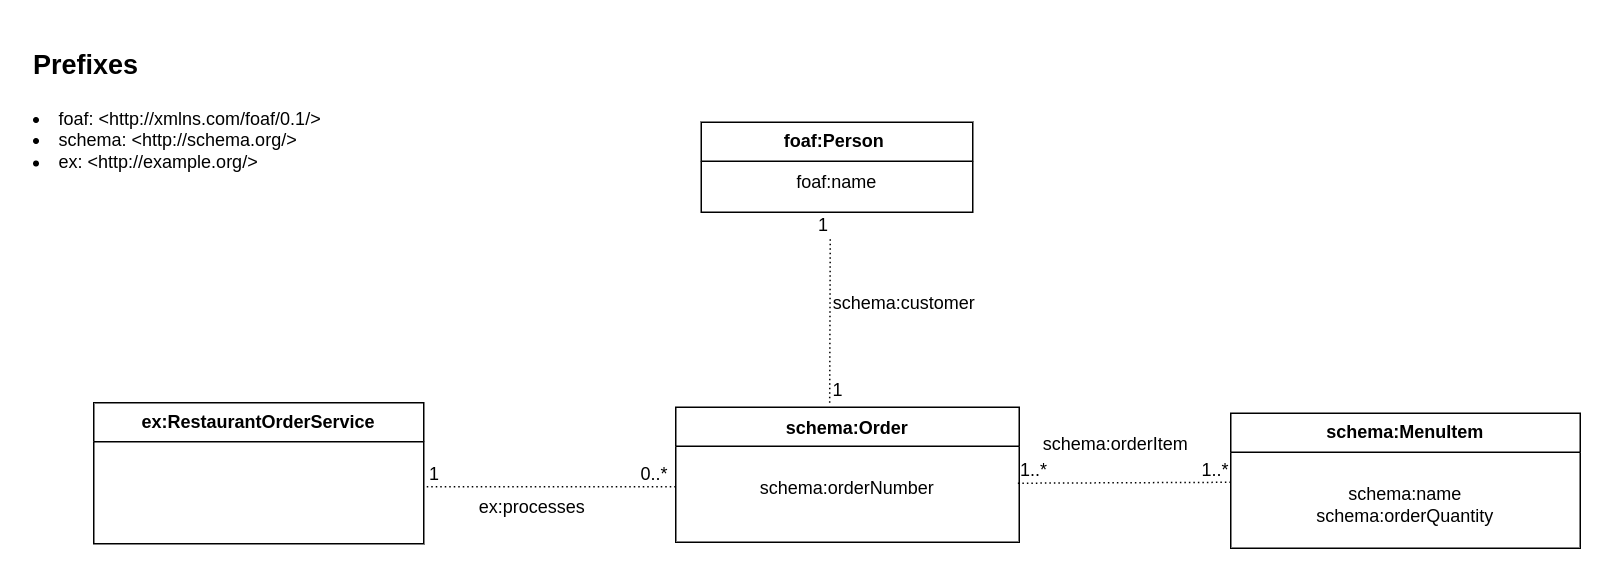 Prefixes
• foaf: <http://xmlns.com/foaf/0.1/>
• schema: <http://schema.org/>
• ex: <http://example.org/>
foaf:Person
foaf:name
1
schema:customer
1
ex:RestaurantOrderService
1
0..*
ex:processes
schema:Order
schema:orderNumber
schema:orderItem
1..*
1..*
schema:MenuItem
schema:name
schema:orderQuantity